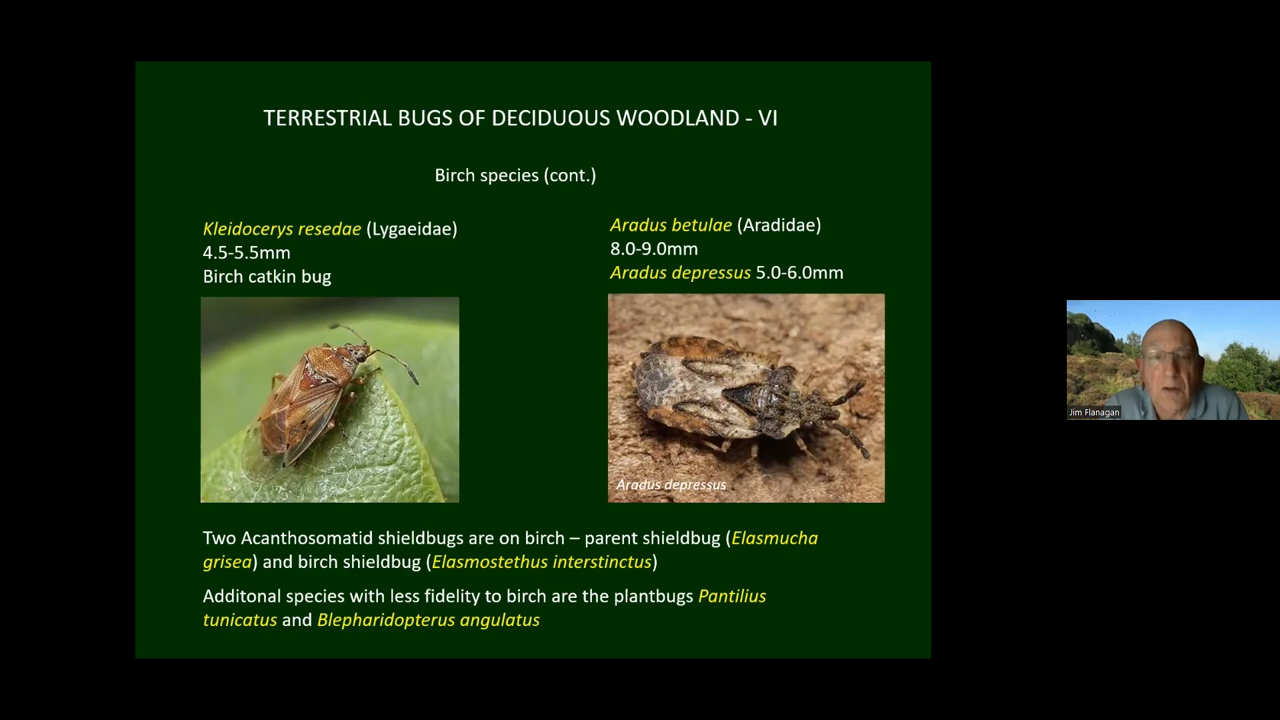 TERRESTRIAL BUGS OF DECIDUOUS WOODLAND - VI
Birch species (cont.)
Kleidocerys resedae (Lygaeidae)
4.5-5.5mm
Birch catkin bug
Aradus betulae (Aradidae)
8.0-9.0mm
Aradus depressus 5.0-6.0mm
Aradus depressus
Two Acanthosomatid shieldbugs are on birch – parent shieldbug (Elasmucha
grisea) and birch shieldbug (Elasmostethus interstinctus)
Additonal species with less fidelity to birch are the plantbugs Pantilius
tunicatus and Blepharidopterus angulatus
Jim Flanagan